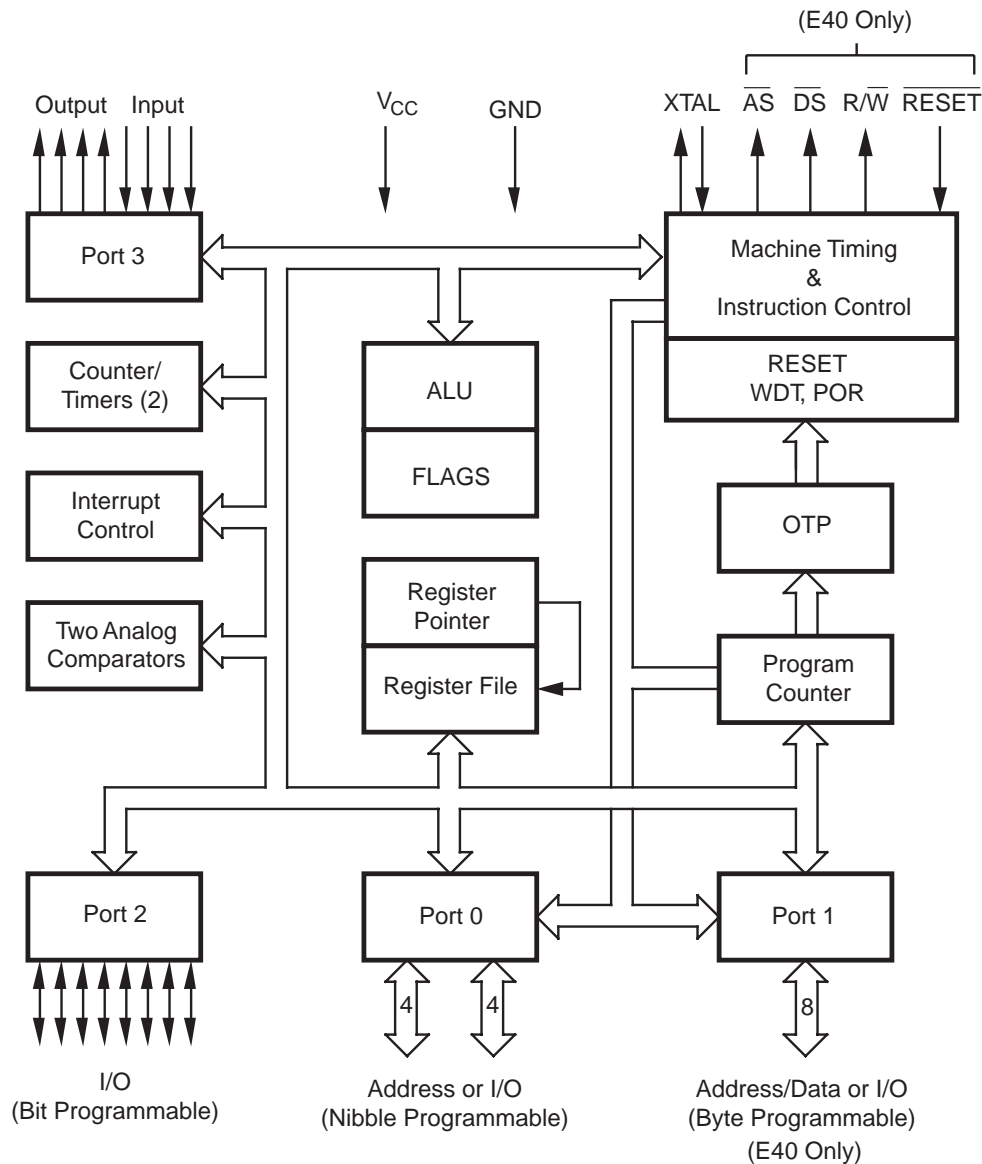 (E40 Only)
Output Input
VCC
GND
XTAL AS DS R/W RESET
Port 3
Machine Timing
&
Instruction Control
Counter/
Timers (2)
ALU
RESET
WDT, POR
FLAGS
Interrupt
Control
OTP
Register
Pointer
Two Analog
Comparators
Register File
Program
Counter
Port 2
Port 0
Port 1
4
4
8
I/O
(Bit Programmable)
Address or I/O
(Nibble Programmable)
Address/Data or I/O
(Byte Programmable)
(E40 Only)